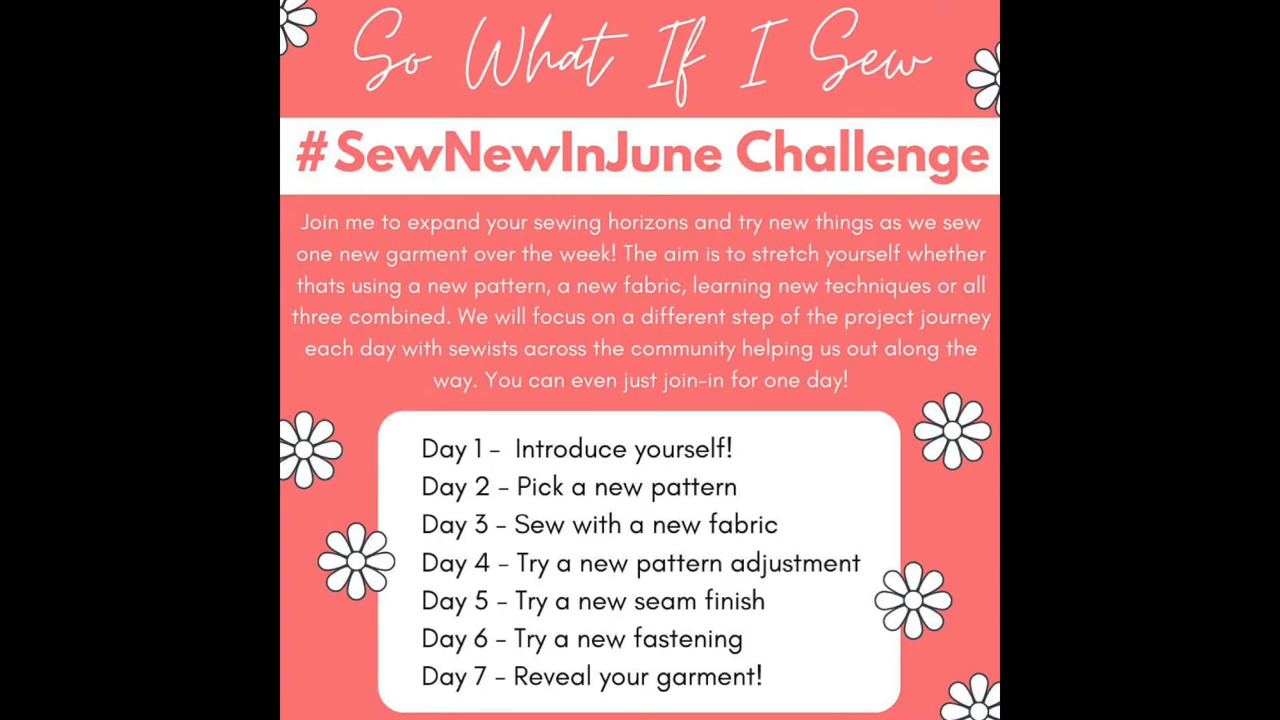 So What If I Sew
#SewNewInJune Challenge
Join me to expand your sewing horizons and try new things as we sew
one new garment over the week! The aim is to stretch yourself whether
thats using a new pattern, a new fabric, learning new techniques or all
three combined. We will focus on a different step of the project journey
each day with sewists across the community helping us out along the
way. You can even just join-in for one day!
Day 1 - Introduce yourself!
Day 2 - Pick a new pattern
Day 3 - Sew with a new fabric
Day 4 - Try a new pattern adjustment
Day 5 - Try a new seam finish
Day 6 - Try a new fastening
Day 7 - Reveal your garment!